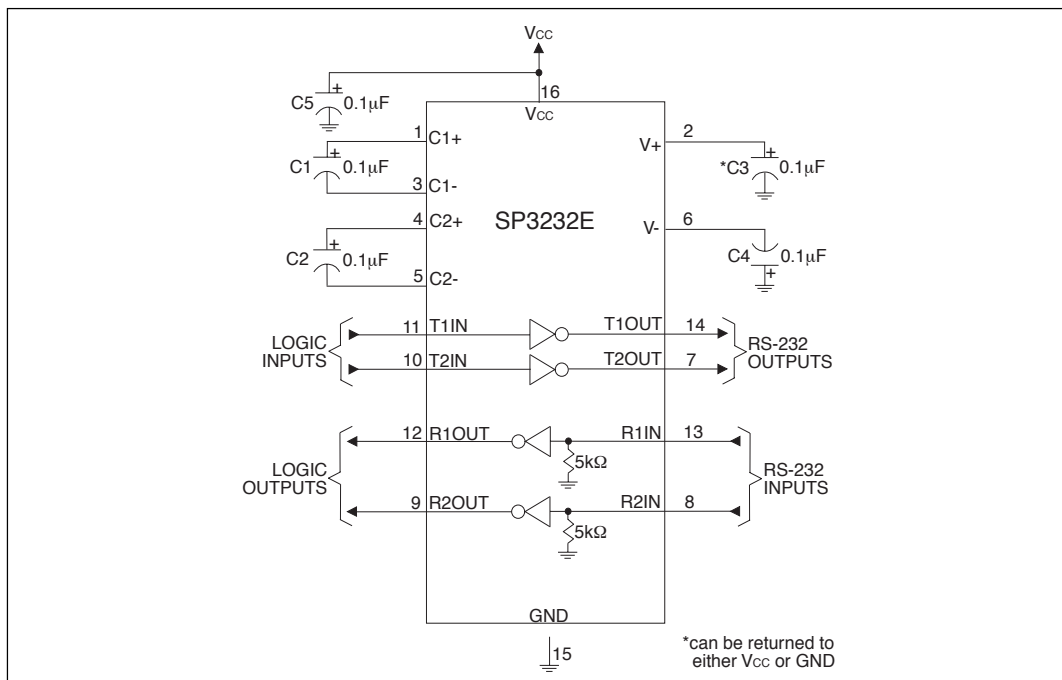 VCC
C5
+
0.1µF
16
VCC
1
C1+
C1
+
0.1µF
3
C1-
4
C2+
C2
+
0.1µF
5
C2-
SP3232E
V+
2
*C3
+
0.1µF
V-
6
C4
0.1µF
+
LOGIC
INPUTS
11
T1IN
T1OUT
14
10
T2IN
T2OUT
7
RS-232
OUTPUTS
LOGIC
OUTPUTS
12
R1OUT
R1IN
13
5kΩ
9
R2OUT
R2IN
8
5kΩ
RS-232
INPUTS
GND
15
*can be returned to
either VCC or GND